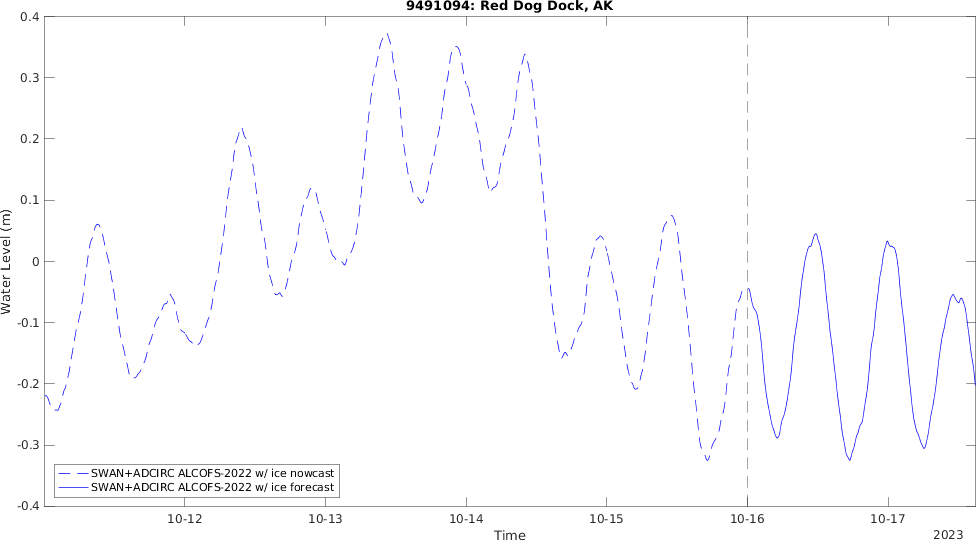 9491094: Red Dog Dock, AK
0.4
0.3
0.2
0.1
0
-0.1
-0.2
-0.3
-0.4
Water Level (m)
SWAN+ADCIRC ALCOFS-2022 w/ ice nowcast
SWAN+ADCIRC ALCOFS-2022 w/ ice forecast
10-12 10-13 10-14 10-15 10-16 10-17
Time
2023